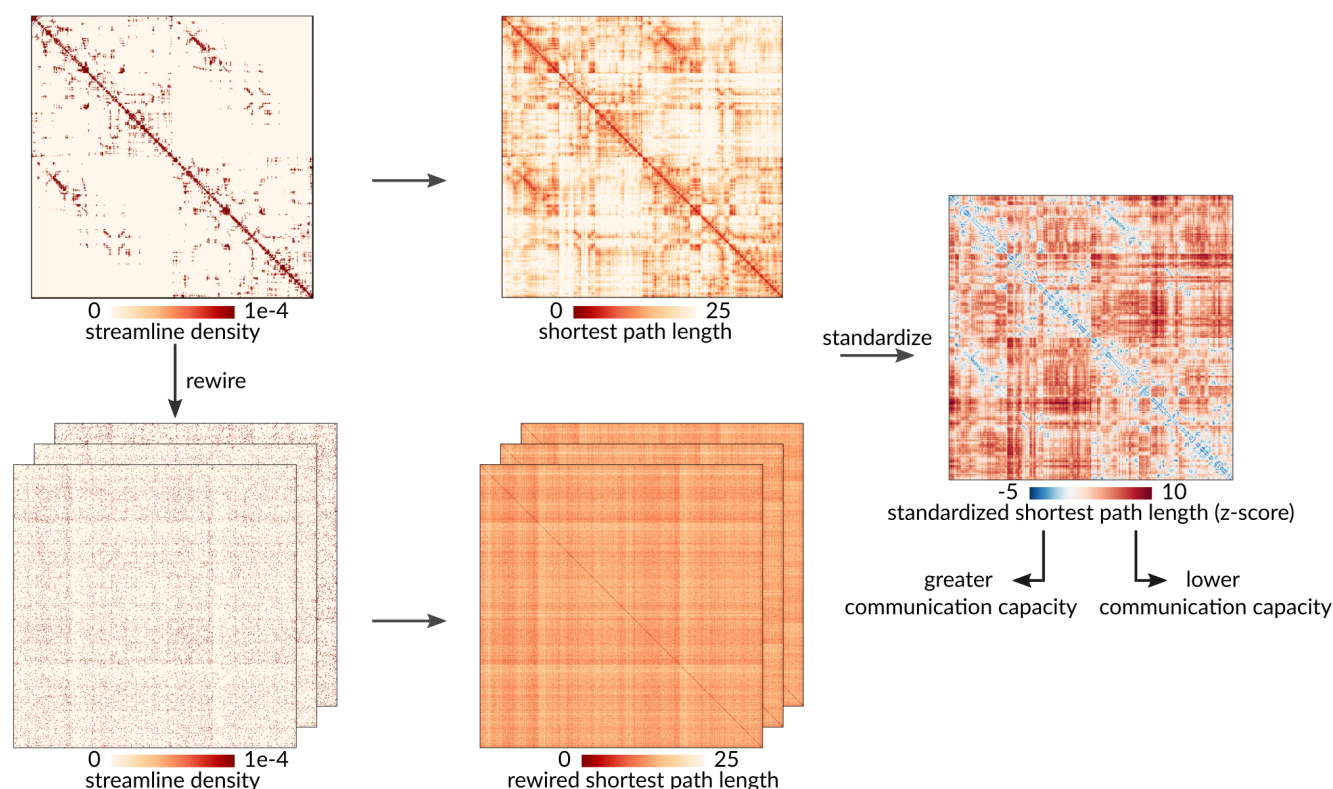 0 1e-4
streamline density
0 25
shortest path length
rewire
standardize
-5 10
standardized shortest path length (z-score)
greater
communication capacity
lower
communication capacity
0 1e-4
streamline density
0 25
rewired shortest path length